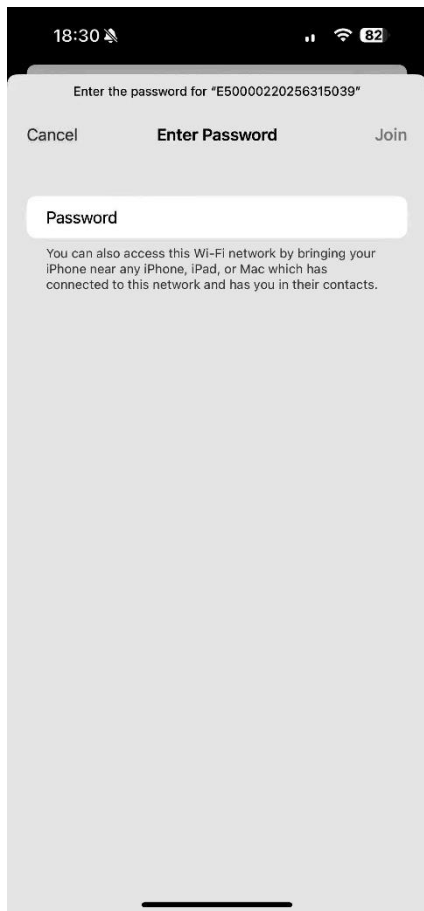 18:30
82
Enter the password for “E50000220256315039”
Cancel Enter Password Join
Password
You can also access this Wi-Fi network by bringing your
iPhone near any iPhone, iPad, or Mac which has
connected to this network and has you in their contacts.